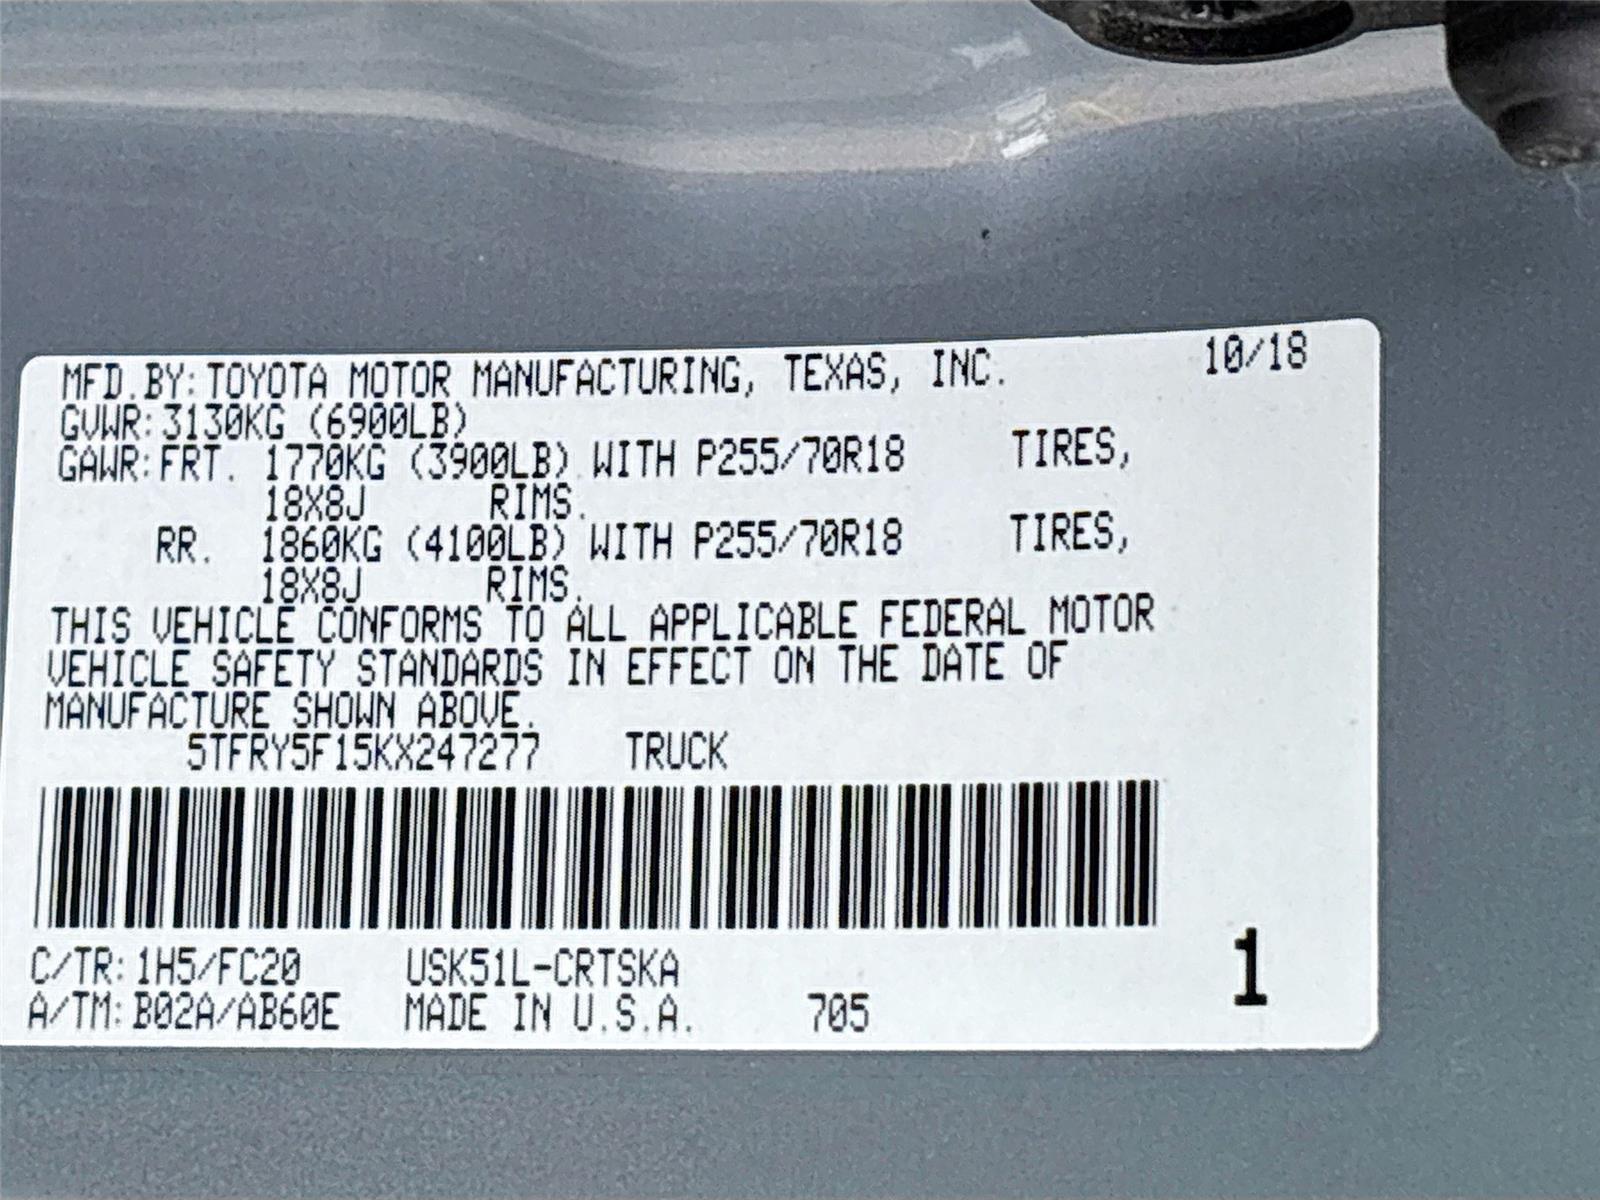 MFD.BY:TOYOTA MOTOR MANUFACTURING, TEXAS, INC. 10/18
GVWR:3130KG (6900LB)
GAWR:FRT. 1770KG (3900LB) WITH P255/70R18 TIRES,
18X8J RIMS.
RR. 1860KG (4100LB) WITH P255/70R18 TIRES,
18X8J RIMS.
THIS VEHICLE CONFORMS TO ALL APPLICABLE FEDERAL MOTOR
VEHICLE SAFETY STANDARDS IN EFFECT ON THE DATE OF
MANUFACTURE SHOWN ABOVE.
5TFRY5F15KX247277 TRUCK
C/TR:1H5/FC20 USK51L-CRTSKA
A/TM:B02A/AB60E MADE IN U.S.A. 705
1